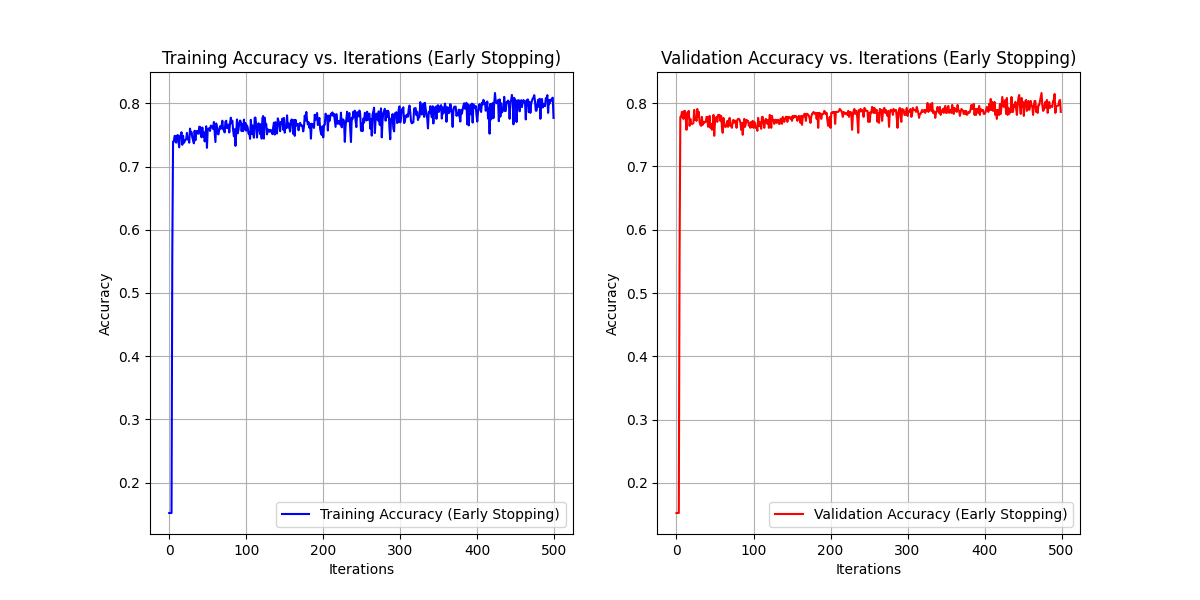 Training Accuracy vs. Iterations (Early Stopping)
Accuracy
0.8
0.7
0.6
0.5
0.4
0.3
0.2
0 100 200 300 400 500
Iterations
Training Accuracy (Early Stopping)
Validation Accuracy vs. Iterations (Early Stopping)
Accuracy
0.8
0.7
0.6
0.5
0.4
0.3
0.2
0 100 200 300 400 500
Iterations
Validation Accuracy (Early Stopping)